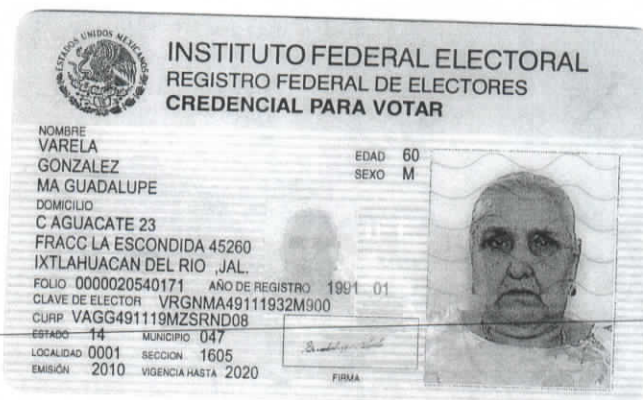 ESTADOS UNIDOS MEXICANOS
INSTITUTO FEDERAL ELECTORAL
REGISTRO FEDERAL DE ELECTORES
CREDENCIAL PARA VOTAR
NOMBRE
VARELA
GONZALEZ
MA GUADALUPE
EDAD 60
SEXO M
DOMICILIO
C AGUACATE 23
FRACC LA ESCONDIDA 45260
IXTLAHUACAN DEL RIO ,JAL.
FOLIO 0000020540171 AÑO DE REGISTRO 1991 01
CLAVE DE ELECTOR VRGNMA49111932M900
CURP VAGG491119MZSRND08
ESTADO 14 MUNICIPIO 047
LOCALIDAD 0001 SECCION 1605
EMISIÓN 2010 VIGENCIA HASTA 2020
FIRMA